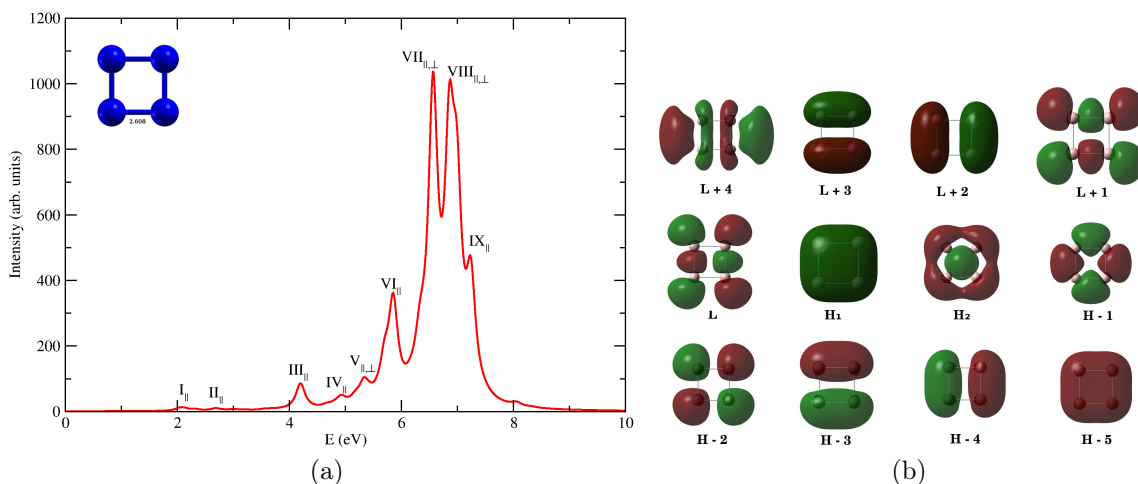 1200
1000
800
600
400
200
0
Intensity (arb. units)
2.608
I||
II||
III||
IV||
V||,⊥
VI||
VII||,⊥
VIII||,⊥
IX||
0 2 4 6 8 10
E (eV)
(a)
L + 4 L + 3 L + 2 L + 1
L H₁ H₂ H - 1
H - 2 H - 3 H - 4 H - 5
(b)